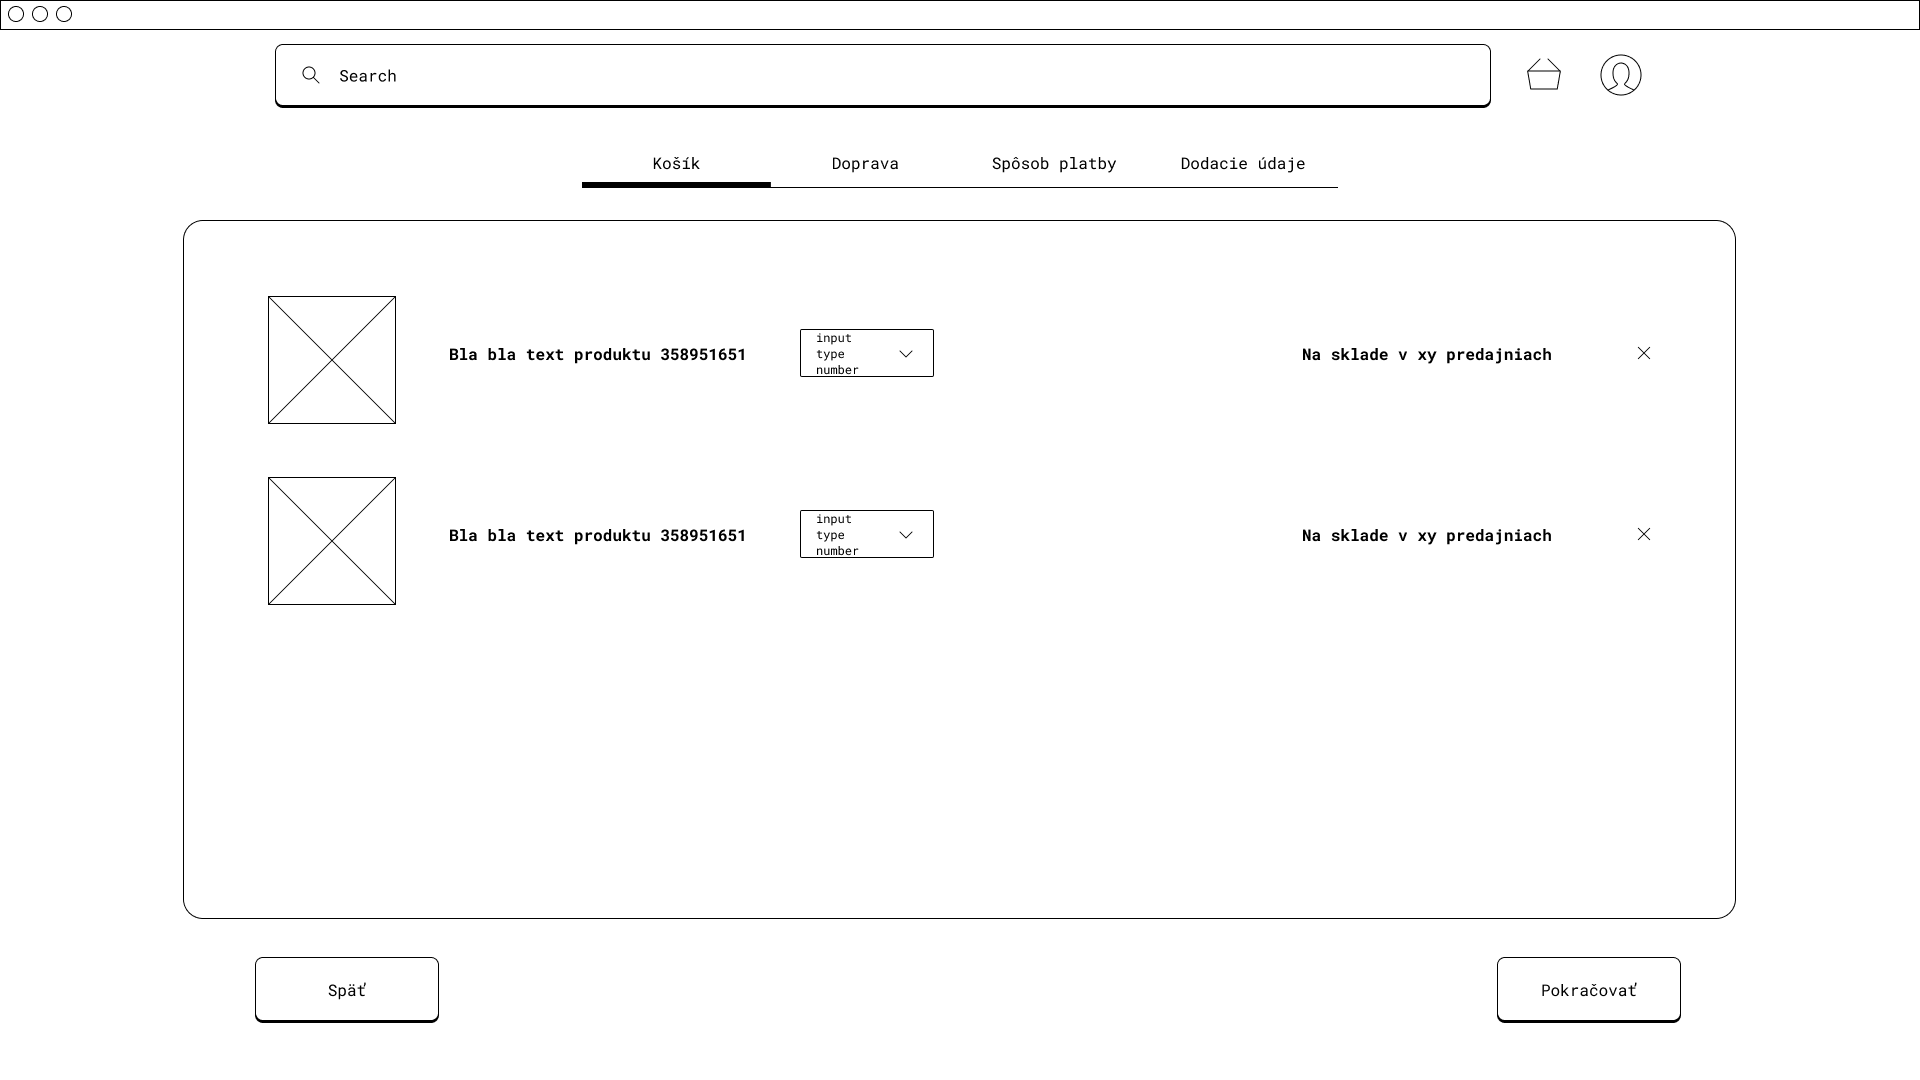 Search
Košík
Doprava
Spôsob platby
Dodacie údaje
Bla bla text produktu 358951651
input
type
number
Na sklade v xy predajniach
Bla bla text produktu 358951651
input
type
number
Na sklade v xy predajniach
Späť
Pokračovať